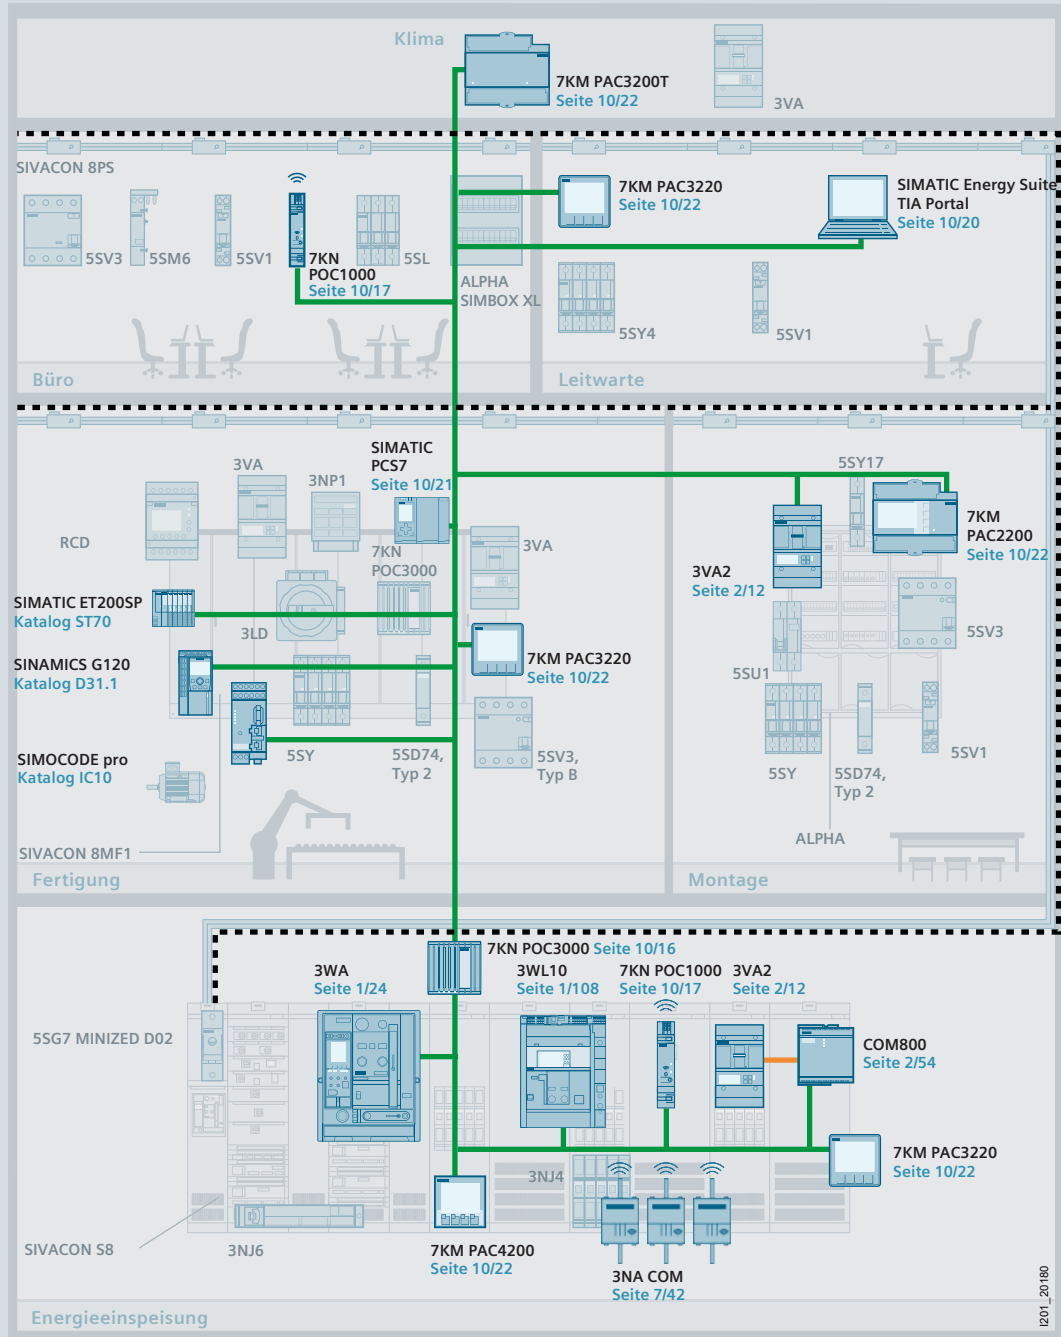 Klima
7KM PAC3200T
Seite 10/22
3VA
SIVACON 8PS
5SV3
5SM6
5SV1
7KN
POC1000
Seite 10/17
5SL
ALPHA
SIMBOX XL
7KM PAC3220
Seite 10/22
SIMATIC Energy Suite
TIA Portal
Seite 10/20
5SY4
5SV1
Büro
Leitwarte
SIMATIC
PCS7
Seite 10/21
3VA
3NP1
RCD
7KN
POC3000
3VA
5SY17
7KM
PAC2200
Seite 10/22
3VA2
Seite 2/12
SIMATIC ET200SP
Katalog ST70
3LD
5SV3
SINAMICS G120
Katalog D31.1
7KM PAC3220
Seite 10/22
5SU1
SIMOCODE pro
Katalog IC10
5SY
5SD74,
Typ 2
5SV3,
Typ B
5SY
5SD74,
Typ 2
5SV1
SIVACON 8MF1
ALPHA
Fertigung
Montage
7KN POC3000 Seite 10/16
3WA
Seite 1/24
3WL10
Seite 1/108
7KN POC1000
Seite 10/17
3VA2
Seite 2/12
5SG7 MINIZED D02
COM800
Seite 2/54
7KM PAC3220
Seite 10/22
3NJ4
SIVACON S8
3NJ6
7KM PAC4200
Seite 10/22
3NA COM
Seite 7/42
Energieeinspeisung
I201_20180